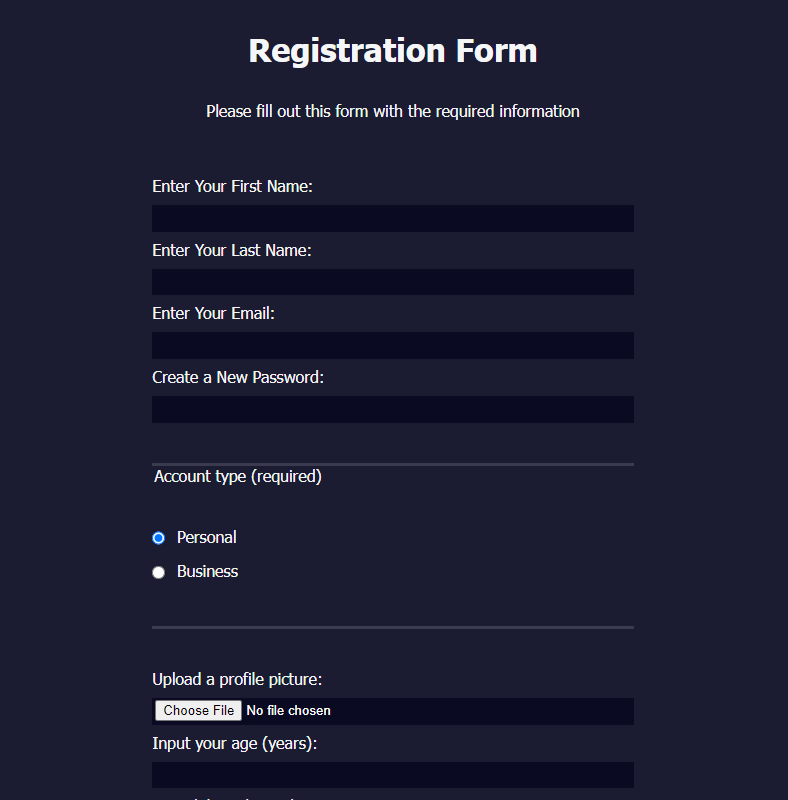 Registration Form
Please fill out this form with the required information
Enter Your First Name:
Enter Your Last Name:
Enter Your Email:
Create a New Password:
Account type (required)
Personal
Business
Upload a profile picture:
Choose File No file chosen
Input your age (years):